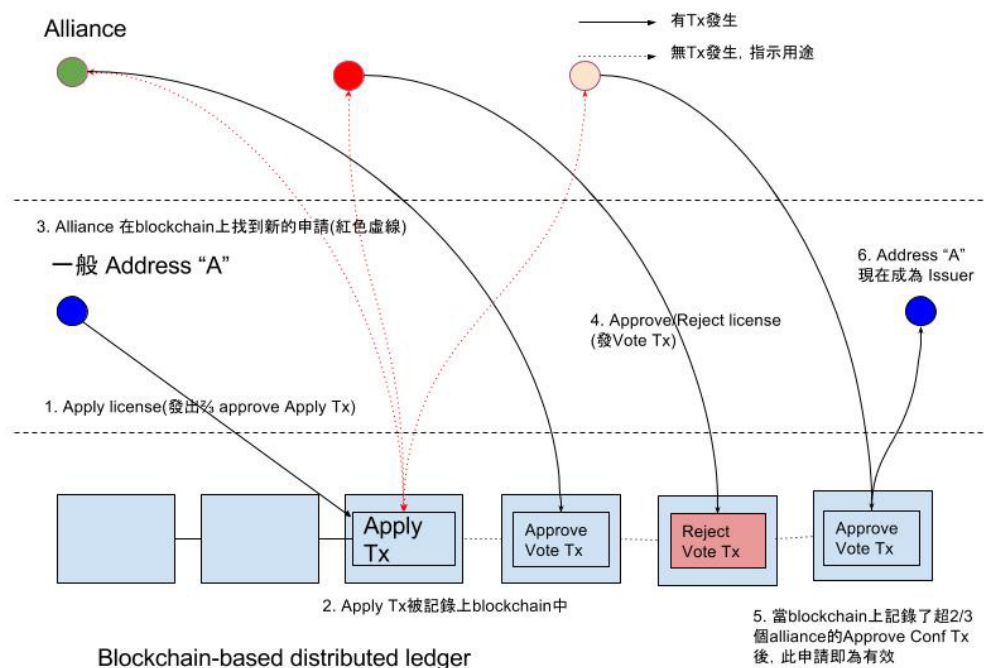 Alliance
有Tx發生
無Tx發生, 指示用途
3. Alliance 在blockchain上找到新的申請(紅色虛線)
一般 Address “A”
6. Address “A”
現在成為 Issuer
4. Approve/Reject license
(發Vote Tx)
1. Apply license(發出⅔ approve Apply Tx)
Apply
Tx
Approve
Vote Tx
Reject
Vote Tx
Approve
Vote Tx
2. Apply Tx被記錄上blockchain中
5. 當blockchain上記錄了超2/3
個alliance的Approve Conf Tx
後, 此申請即為有效
Blockchain-based distributed ledger